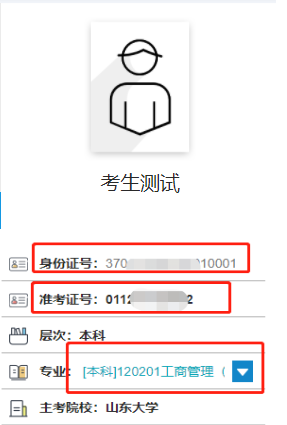 考生测试
身份证号：370 010001
准考证号：0112 2
层次：本科
专业：[本科]120201工商管理（
主考院校：山东大学